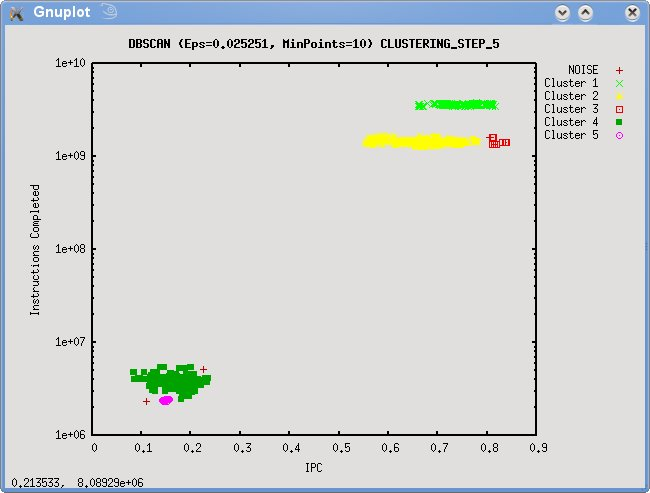 Gnuplot
DBSCAN (Eps=0.025251, MinPoints=10) CLUSTERING_STEP_5
NOISE
Cluster 1
Cluster 2
Cluster 3
Cluster 4
Cluster 5
1e+10
1e+09
1e+08
1e+07
1e+06
Instructions Completed
0 0.1 0.2 0.3 0.4 0.5 0.6 0.7 0.8 0.9
IPC
0.213533, 8.08929e+06